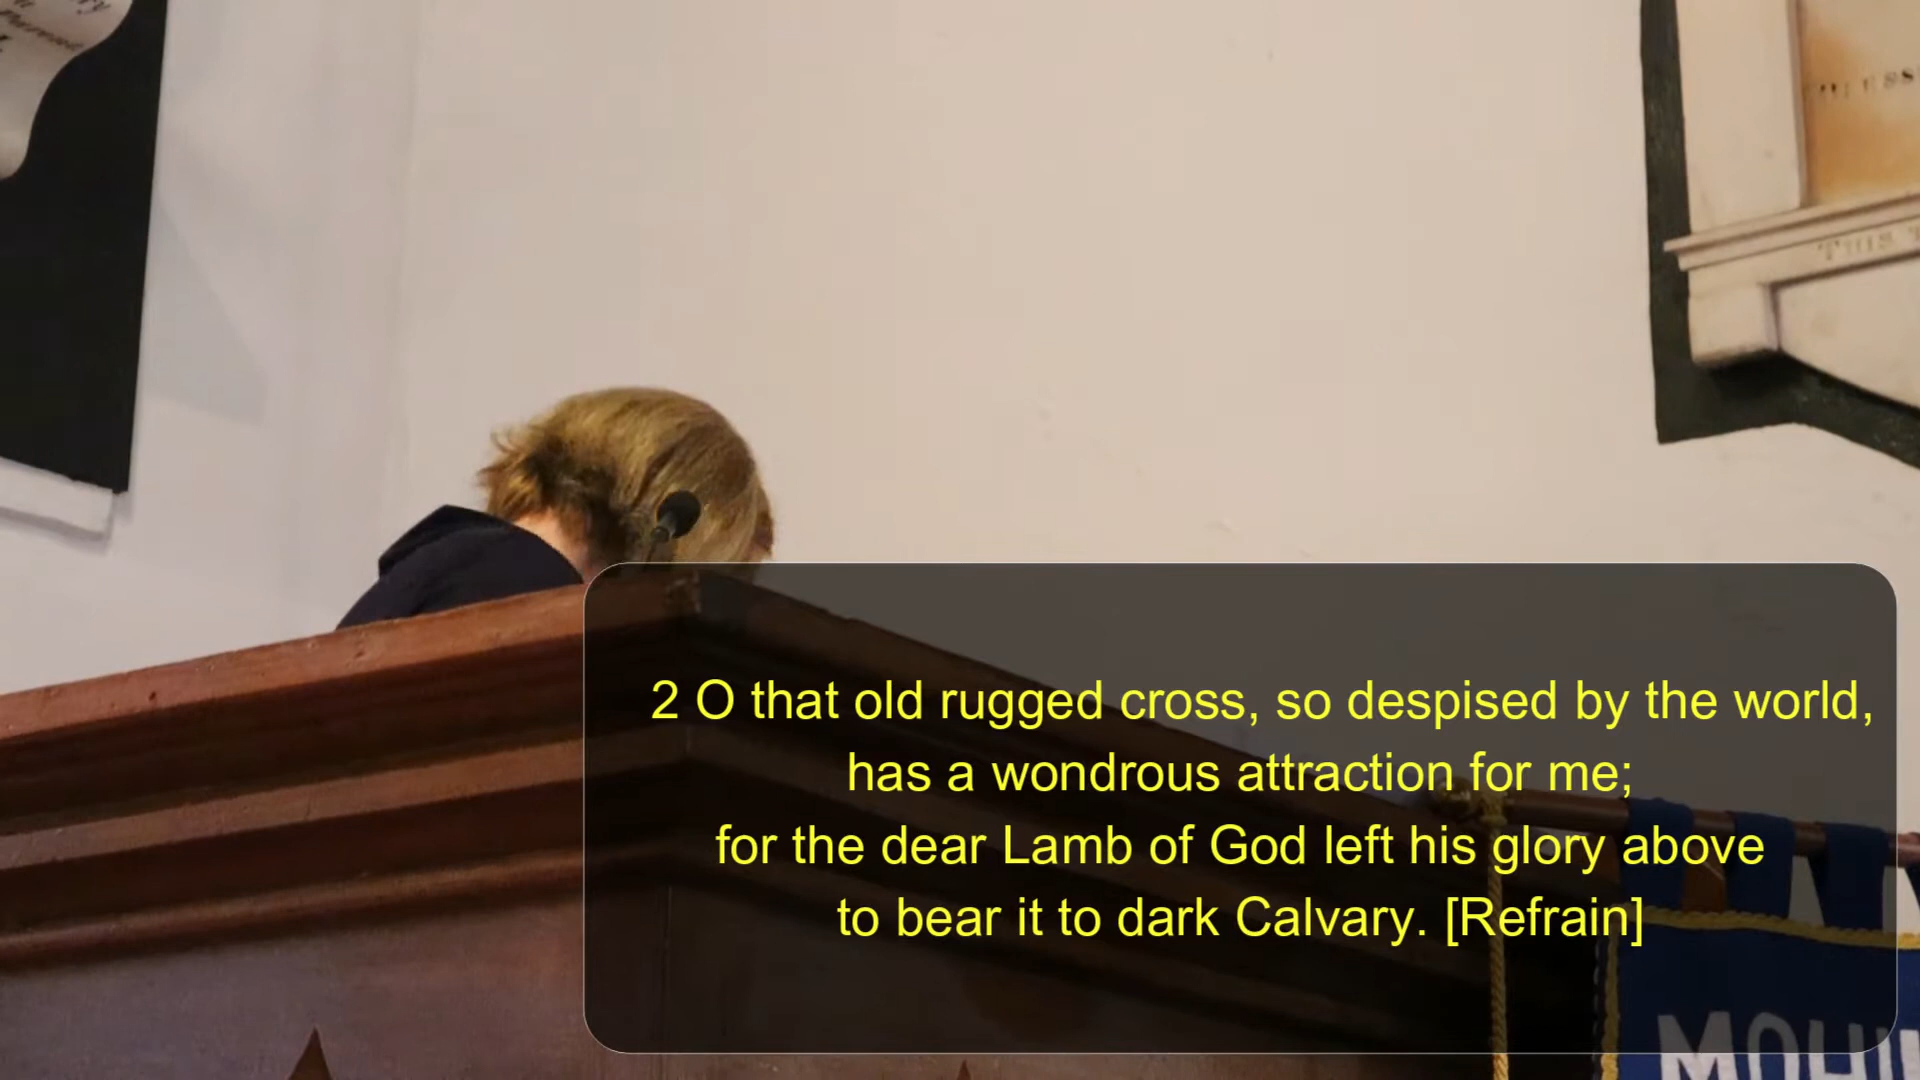 2 O that old rugged cross, so despised by the world,
has a wondrous attraction for me;
for the dear Lamb of God left his glory above
to bear it to dark Calvary. [Refrain]
THIS